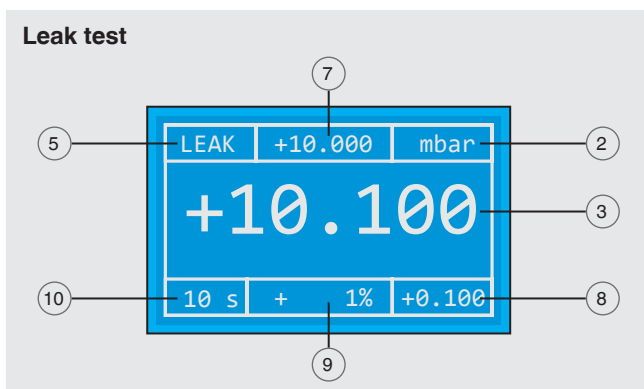 Leak test
7
5 LEAK +10.000 mbar 2
+10.100 3
10 10 s + 1% +0.100 8
9